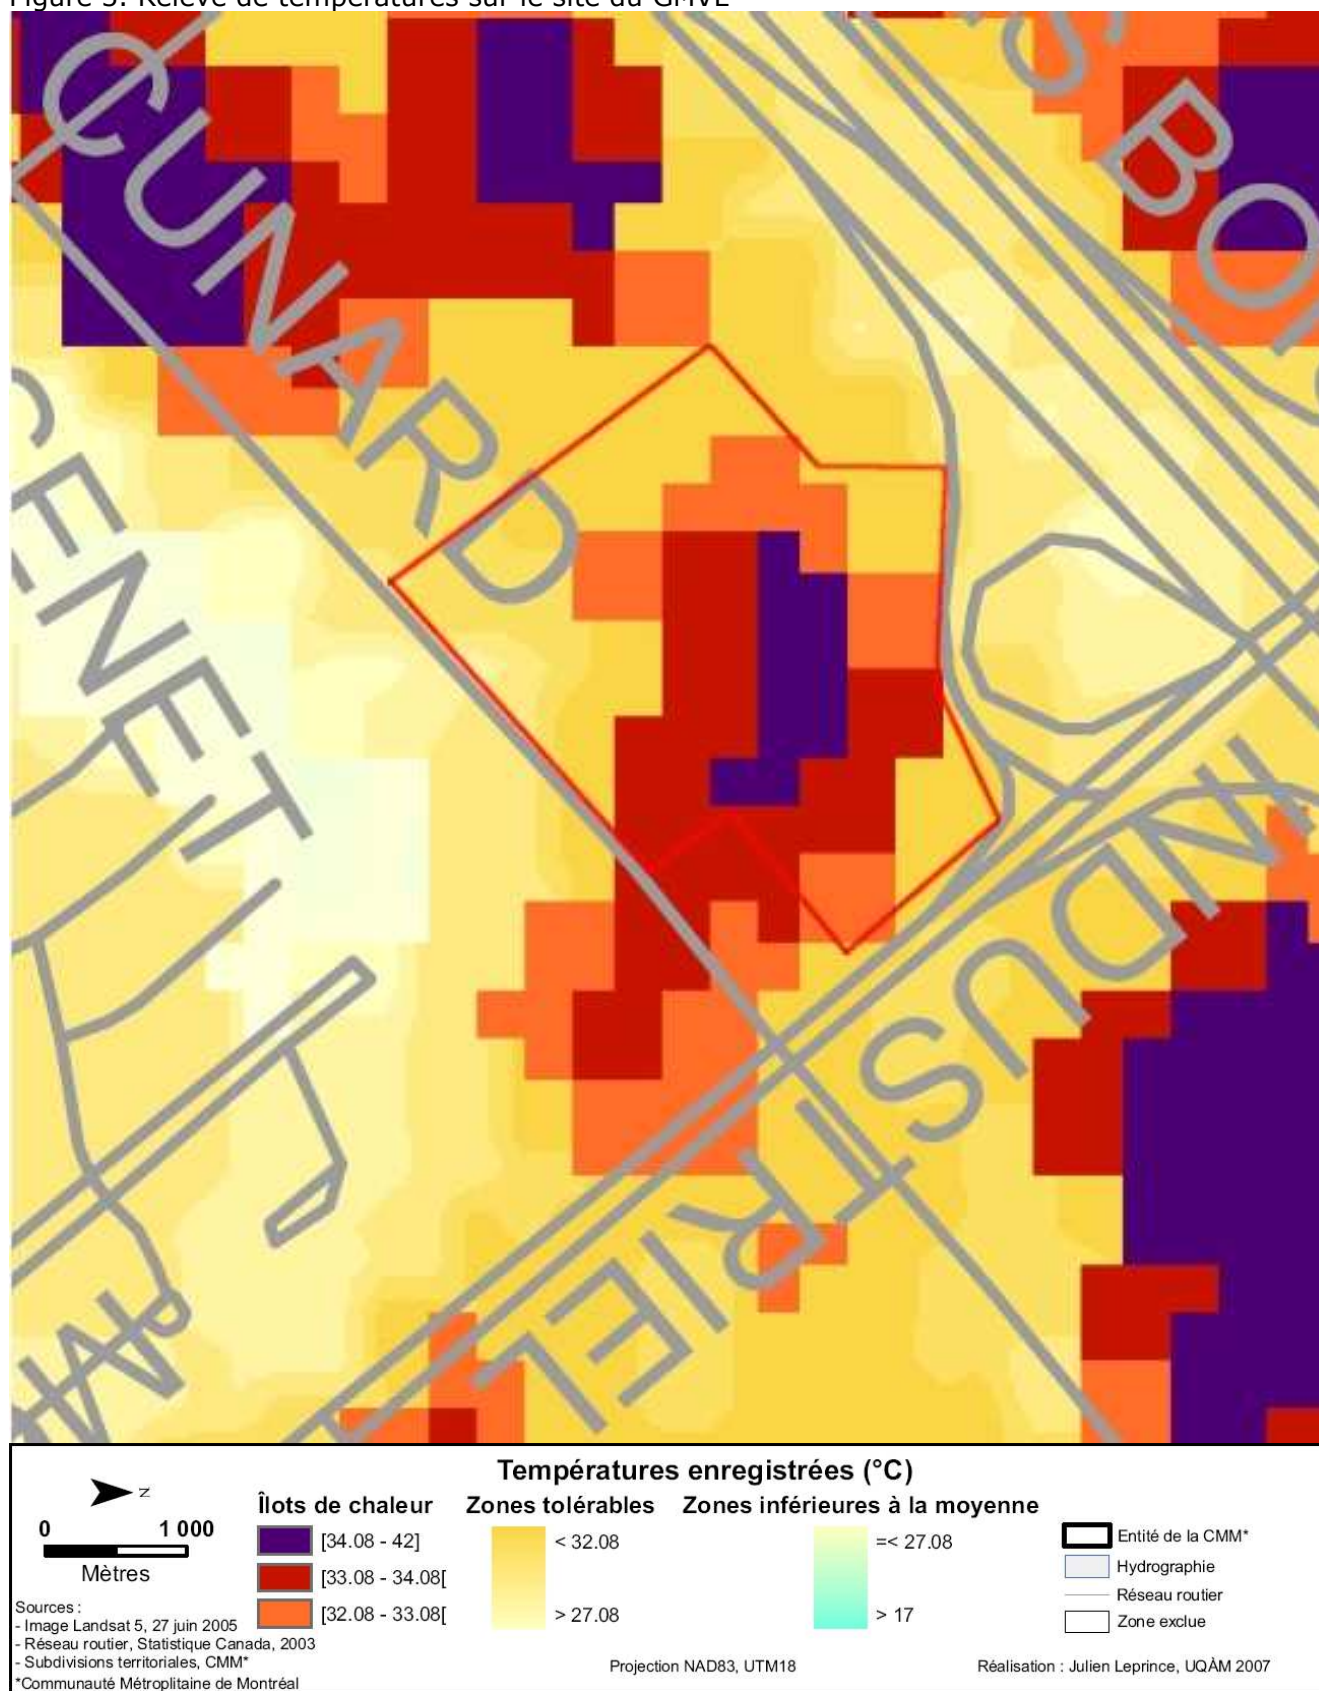 Figure 3. Relevé de températures sur le site du GMVL
CUNARD
S BOIS
CENET
INDUSTRIEL
Températures enregistrées (°C)
Îlots de chaleur
Zones tolérables
Zones inférieures à la moyenne
N
0 1 000
Mètres
[34.08 - 42]
[33.08 - 34.08[
[32.08 - 33.08[
< 32.08
> 27.08
=< 27.08
> 17
Entité de la CMM*
Hydrographie
Réseau routier
Zone exclue
Sources :
- Image Landsat 5, 27 juin 2005
- Réseau routier, Statistique Canada, 2003
- Subdivisions territoriales, CMM*
*Communauté Métroplitaine de Montréal
Projection NAD83, UTM18
Réalisation : Julien Leprince, UQÀM 2007